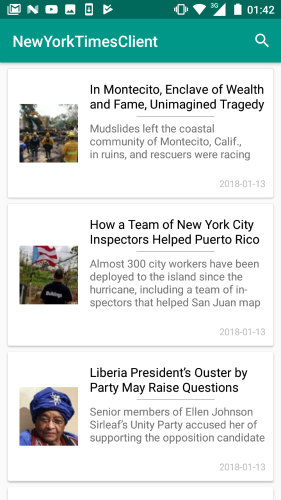 3G 01:42
NewYorkTimesClient
In Montecito, Enclave of Wealth
and Fame, Unimagined Tragedy
Mudslides left the coastal
community of Montecito, Calif.,
in ruins, and rescuers were racing
2018-01-13
How a Team of New York City
Inspectors Helped Puerto Rico
Almost 300 city workers have been
deployed to the island since the
hurricane, including a team of in-
spectors that helped San Juan map
2018-01-13
Liberia President's Ouster by
Party May Raise Questions
Senior members of Ellen Johnson
Sirleaf's Unity Party accused her of
supporting the opposition candidate
2018-01-13